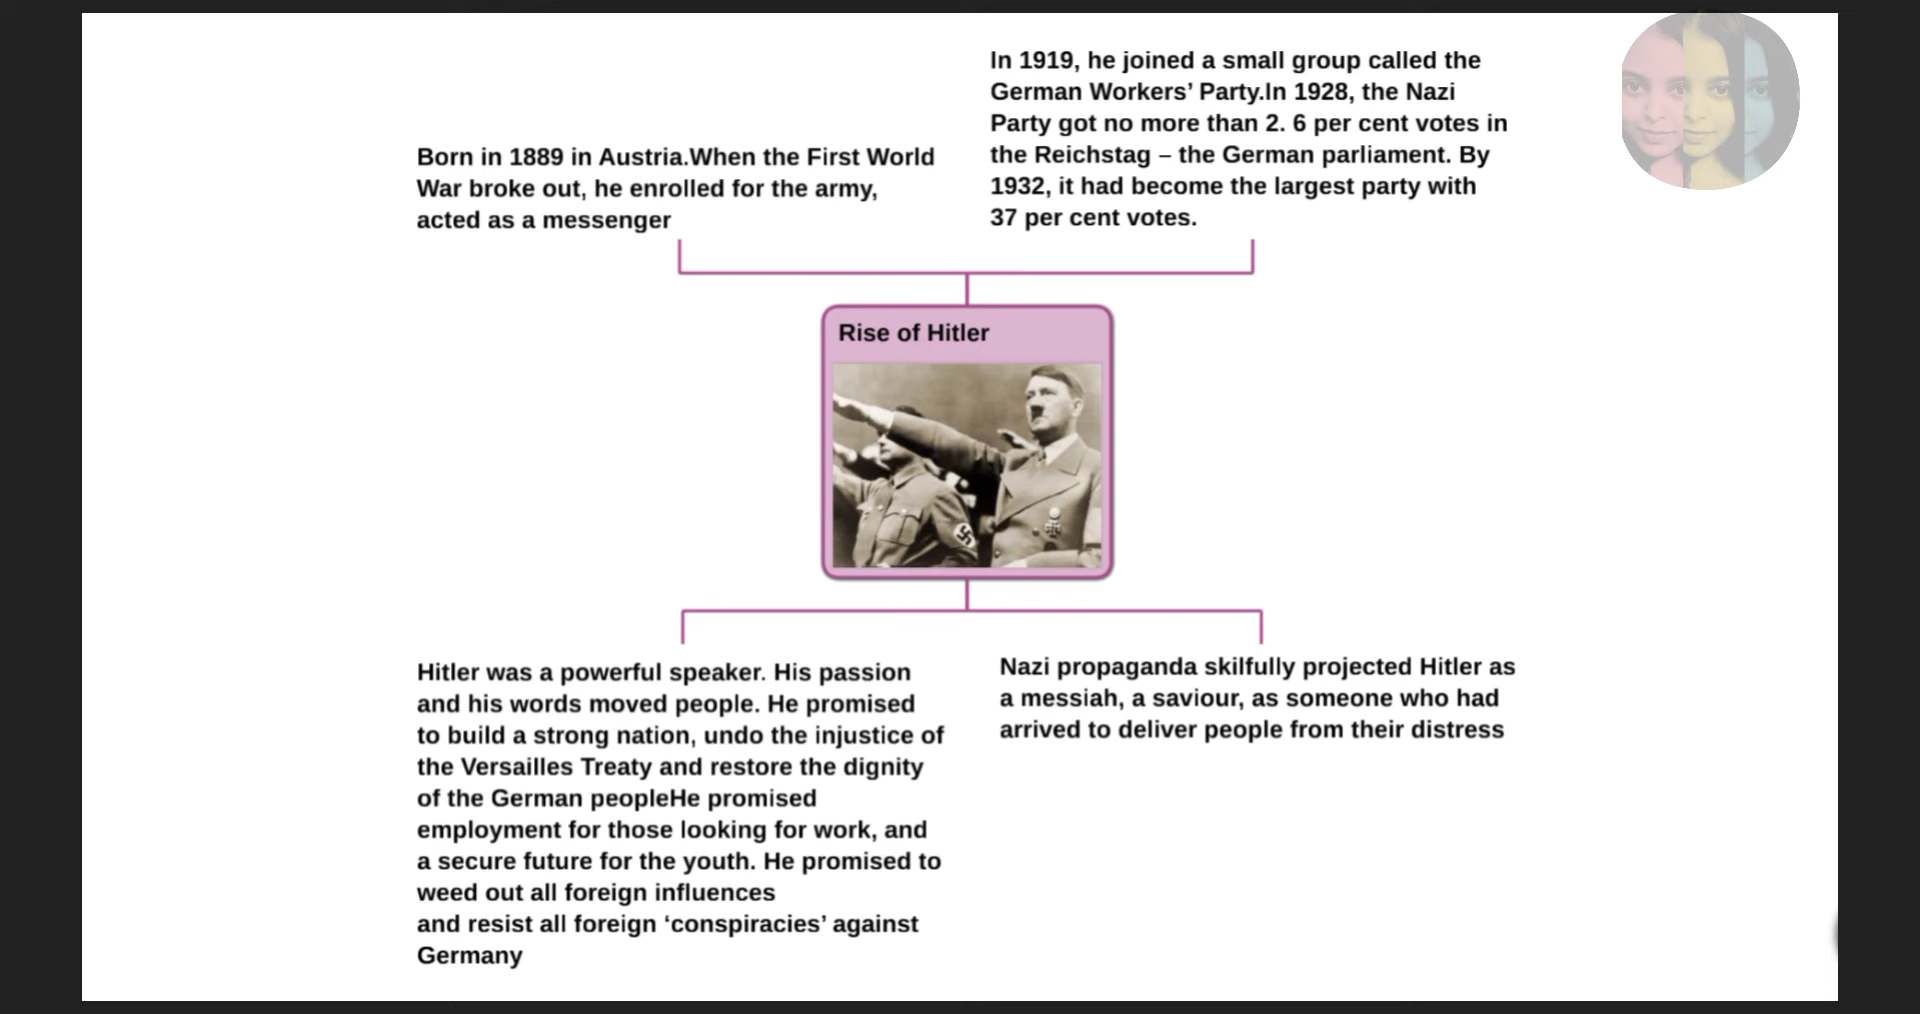 Born in 1889 in Austria.When the First World
War broke out, he enrolled for the army,
acted as a messenger
In 1919, he joined a small group called the
German Workers’ Party.In 1928, the Nazi
Party got no more than 2. 6 per cent votes in
the Reichstag – the German parliament. By
1932, it had become the largest party with
37 per cent votes.
Rise of Hitler
Hitler was a powerful speaker. His passion
and his words moved people. He promised
to build a strong nation, undo the injustice of
the Versailles Treaty and restore the dignity
of the German peopleHe promised
employment for those looking for work, and
a secure future for the youth. He promised to
weed out all foreign influences
and resist all foreign ‘conspiracies’ against
Germany
Nazi propaganda skilfully projected Hitler as
a messiah, a saviour, as someone who had
arrived to deliver people from their distress